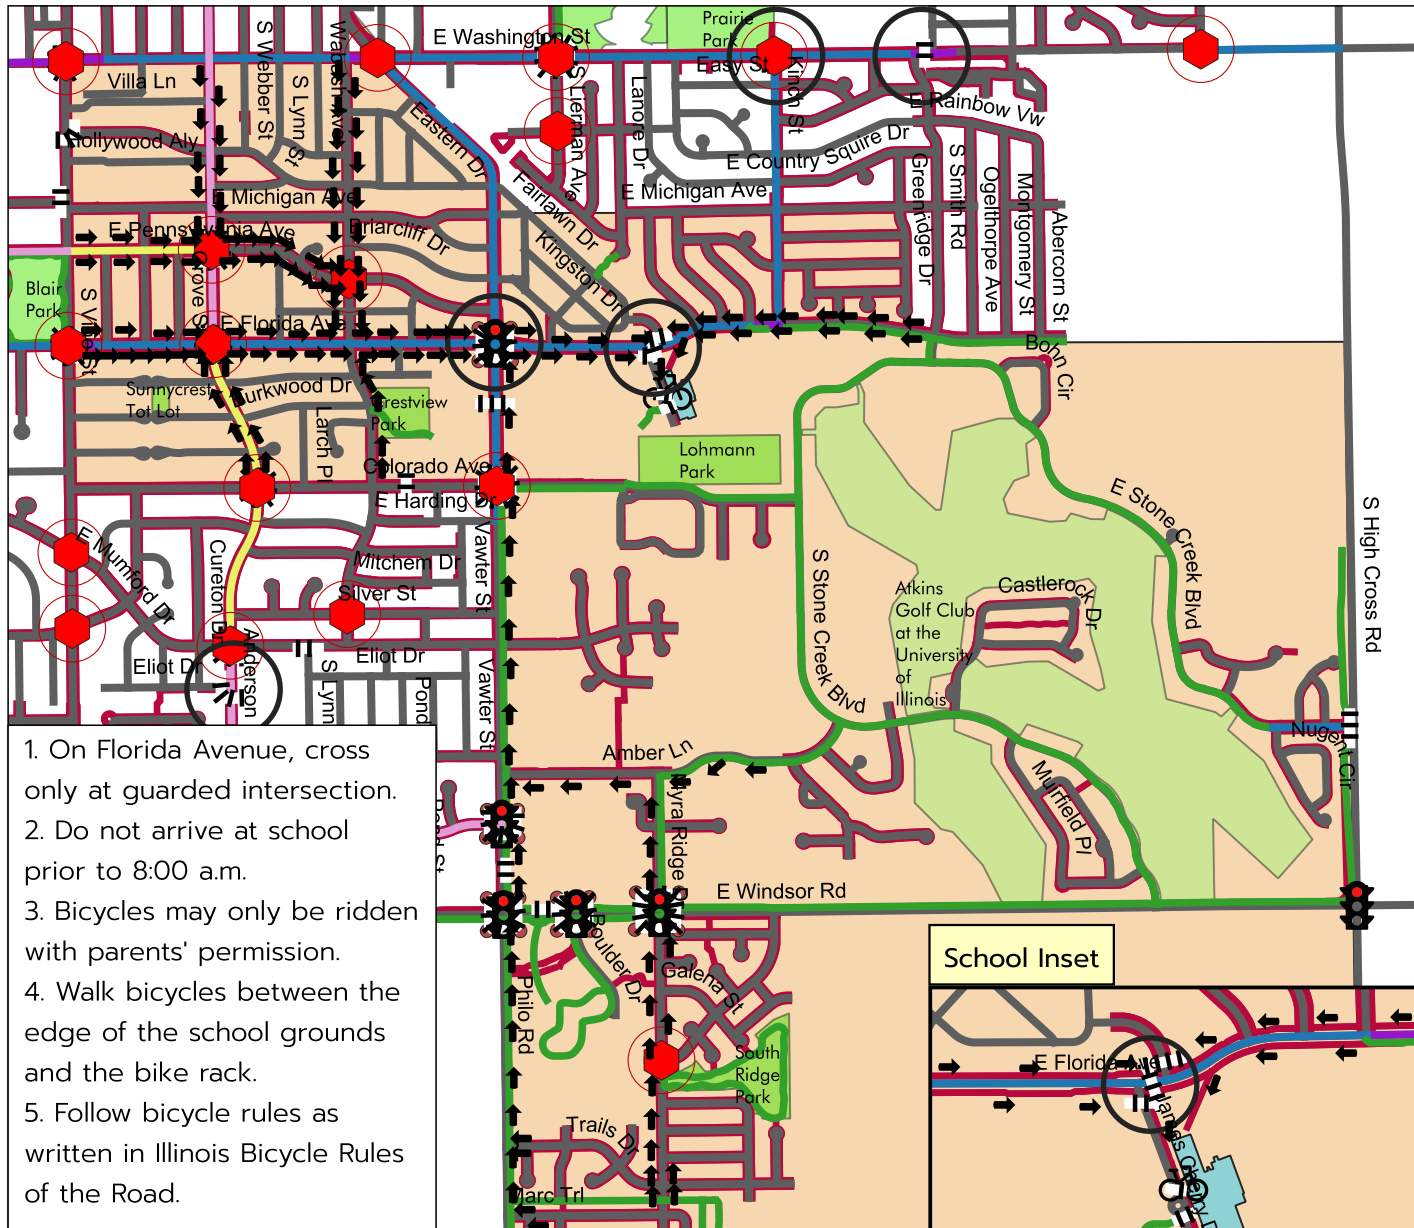 Prairie
Park
E Washington St
Easy St
Villa Ln
S Webber St
S Lynn St
Wabash Ave
S Lierman Ave
Lanore Dr
Kinch St
E Rainbow Vw
Eastern Dr
Hollywood Aly
E Country Squire Dr
E Michigan Ave
E Michigan Ave
Fairlawn Dr
Greenridge Dr
S Smith Rd
Ogelthorpe Ave
Montgomery St
Abercorn St
E Pennsylvania Ave
Briarcliff Dr
Kingston Dr
Blair
Park
Grove S
E Florida Ave
Bohn Cir
Sunnycrest
Tot Lot
Burkwood Dr
Crestview
Park
Larch Pl
Lohmann
Park
Colorado Ave
E Harding Dr
E Stone Creek Blvd
S High Cross Rd
E Mumford Dr
Cureton Dr
Mitchem Dr
Vawter St
Silver St
S Stone Creek Blvd
Atkins
Golf Club
at the
University
of
Illinois
Castlerock Dr
Anderson
Eliot Dr
Eliot Dr
S Lynn
Pond
Vawter St
Amber Ln
Nugent Cir
Myra Ridge
Muirfield Pl
E Windsor Rd
Boulder Dr
Galena St
Philo Rd
South
Ridge
Park
Trails Dr
Marc Trl
1. On Florida Avenue, cross
only at guarded intersection.
2. Do not arrive at school
prior to 8:00 a.m.
3. Bicycles may only be ridden
with parents' permission.
4. Walk bicycles between the
edge of the school grounds
and the bike rack.
5. Follow bicycle rules as
written in Illinois Bicycle Rules
of the Road.
School Inset
E Florida Ave